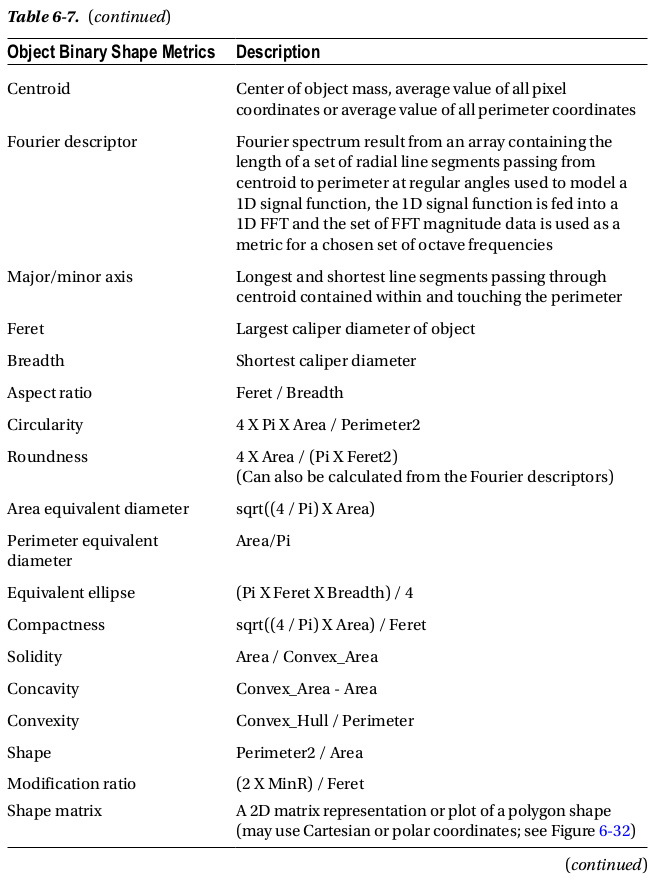 Table 6-7. (continued)
Object Binary Shape Metrics Description
Centroid Center of object mass, average value of all pixel
coordinates or average value of all perimeter coordinates
Fourier descriptor Fourier spectrum result from an array containing the
length of a set of radial line segments passing from
centroid to perimeter at regular angles used to model a
1D signal function, the 1D signal function is fed into a
1D FFT and the set of FFT magnitude data is used as a
metric for a chosen set of octave frequencies
Major/minor axis Longest and shortest line segments passing through
centroid contained within and touching the perimeter
Feret Largest caliper diameter of object
Breadth Shortest caliper diameter
Aspect ratio Feret / Breadth
Circularity 4 X Pi X Area / Perimeter2
Roundness 4 X Area / (Pi X Feret2)
(Can also be calculated from the Fourier descriptors)
Area equivalent diameter sqrt((4 / Pi) X Area)
Perimeter equivalent Area/Pi
diameter
Equivalent ellipse (Pi X Feret X Breadth) / 4
Compactness sqrt((4 / Pi) X Area) / Feret
Solidity Area / Convex_Area
Concavity Convex_Area - Area
Convexity Convex_Hull / Perimeter
Shape Perimeter2 / Area
Modification ratio (2 X MinR) / Feret
Shape matrix A 2D matrix representation or plot of a polygon shape
(may use Cartesian or polar coordinates; see Figure 6-32)
(continued)